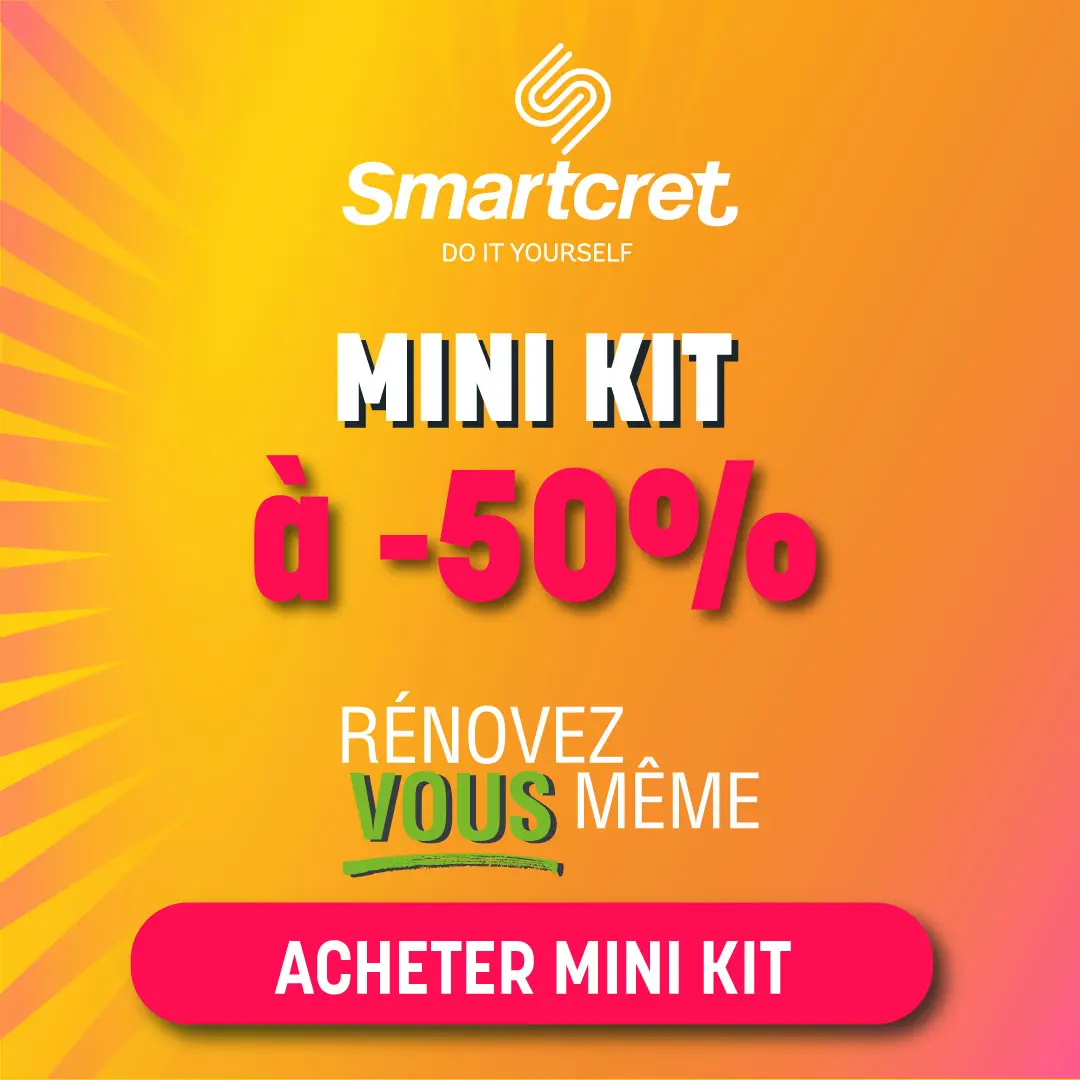 Smartcret
DO IT YOURSELF
MINI KIT
à -50%
RÉNOVEZ
VOUS MÊME
ACHETER MINI KIT